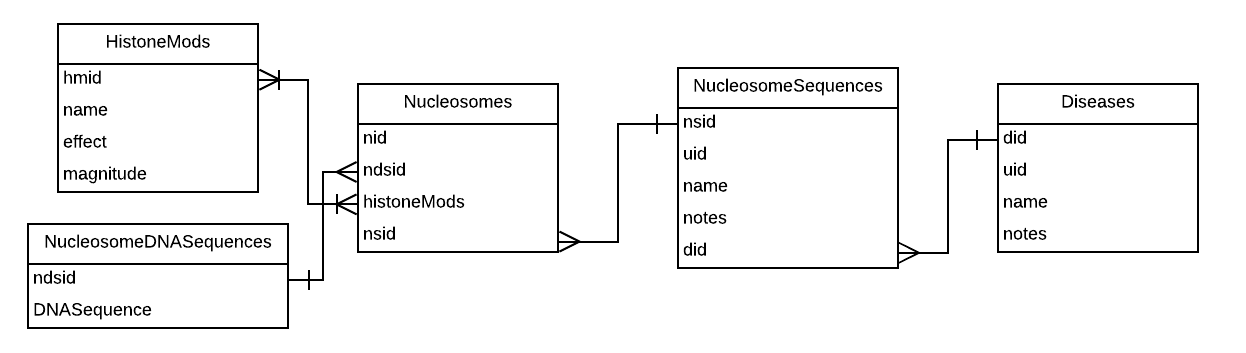 HistoneMods
hmid
name
effect
magnitude
NucleosomeDNASequences
ndsid
DNASequence
Nucleosomes
nid
ndsid
histoneMods
nsid
NucleosomeSequences
nsid
uid
name
notes
did
Diseases
did
uid
name
notes